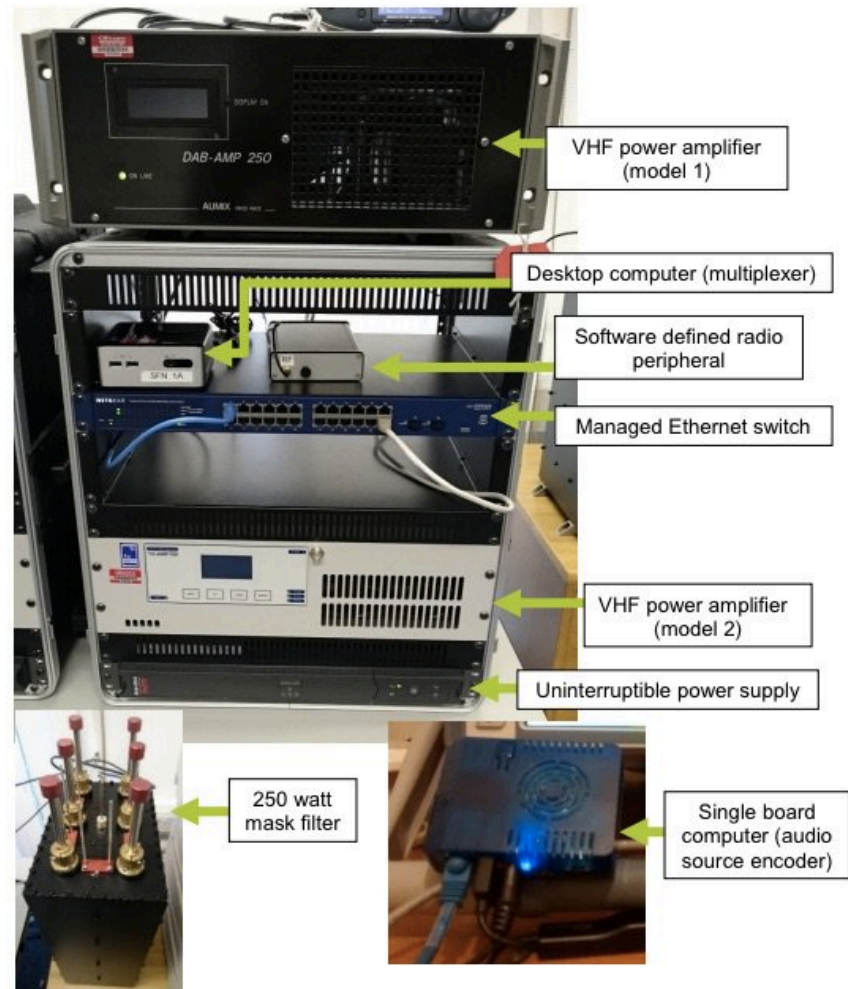 DISPLAY ON
DAB-AMP 250
ON LINE
AUMIX
VHF power amplifier
(model 1)
Desktop computer (multiplexer)
Software defined radio
peripheral
RF
SFN 1A
NETGEAR
Managed Ethernet switch
VHF power amplifier
(model 2)
Uninterruptible power supply
250 watt
mask filter
Single board
computer (audio
source encoder)